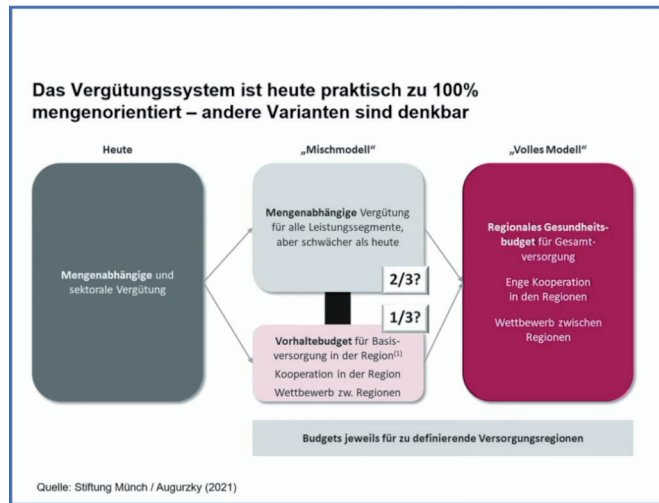 Das Vergütungssystem ist heute praktisch zu 100%
mengenorientiert – andere Varianten sind denkbar
Heute
„Mischmodell“
„Volles Modell“
Mengenabhängige und
sektorale Vergütung
Mengenabhängige Vergütung
für alle Leistungssegmente,
aber schwächer als heute
2/3?
1/3?
Vorhaltebudget für Basis-
versorgung in der Region(1)
Kooperation in der Region
Wettbewerb zw. Regionen
Regionales Gesundheits-
budget für Gesamt-
versorgung
Enge Kooperation
in den Regionen
Wettbewerb zwischen
Regionen
Budgets jeweils für zu definierende Versorgungsregionen
Quelle: Stiftung Münch / Augurzky (2021)